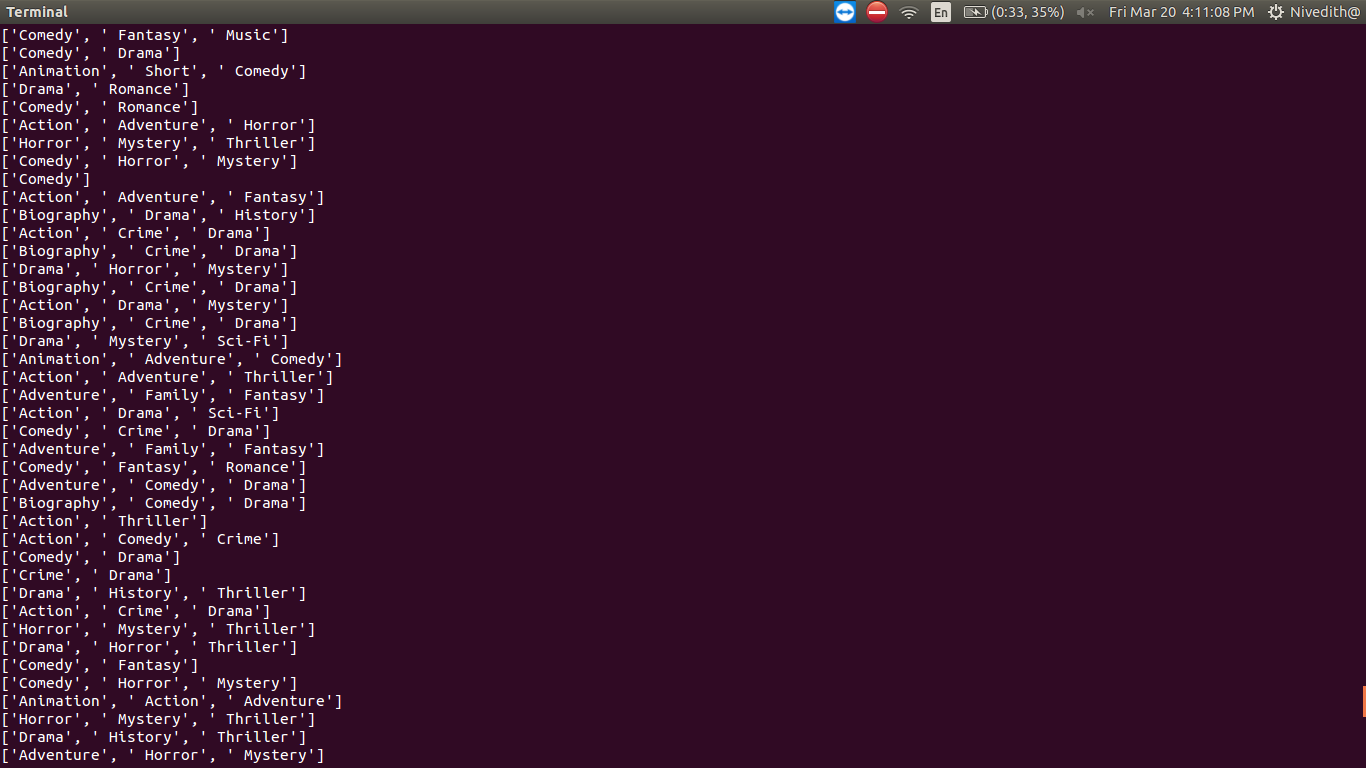 Terminal En (0:33, 35%) Fri Mar 20 4:11:08 PM Nivedith@
['Comedy', ' Fantasy', ' Music']
['Comedy', ' Drama']
['Animation', ' Short', ' Comedy']
['Drama', ' Romance']
['Comedy', ' Romance']
['Action', ' Adventure', ' Horror']
['Horror', ' Mystery', ' Thriller']
['Comedy', ' Horror', ' Mystery']
['Comedy']
['Action', ' Adventure', ' Fantasy']
['Biography', ' Drama', ' History']
['Action', ' Crime', ' Drama']
['Biography', ' Crime', ' Drama']
['Drama', ' Horror', ' Mystery']
['Biography', ' Crime', ' Drama']
['Action', ' Drama', ' Mystery']
['Biography', ' Crime', ' Drama']
['Drama', ' Mystery', ' Sci-Fi']
['Animation', ' Adventure', ' Comedy']
['Action', ' Adventure', ' Thriller']
['Adventure', ' Family', ' Fantasy']
['Action', ' Drama', ' Sci-Fi']
['Comedy', ' Crime', ' Drama']
['Adventure', ' Family', ' Fantasy']
['Comedy', ' Fantasy', ' Romance']
['Adventure', ' Comedy', ' Drama']
['Biography', ' Comedy', ' Drama']
['Action', ' Thriller']
['Action', ' Comedy', ' Crime']
['Comedy', ' Drama']
['Crime', ' Drama']
['Drama', ' History', ' Thriller']
['Action', ' Crime', ' Drama']
['Horror', ' Mystery', ' Thriller']
['Drama', ' Horror', ' Thriller']
['Comedy', ' Fantasy']
['Comedy', ' Horror', ' Mystery']
['Animation', ' Action', ' Adventure']
['Horror', ' Mystery', ' Thriller']
['Drama', ' History', ' Thriller']
['Adventure', ' Horror', ' Mystery']